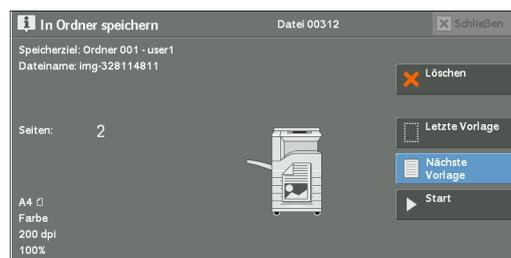 In Ordner speichern
Datei 00312
Schließen
Speicherziel: Ordner 001 - user1
Dateiname: img-328114811
Löschen
Seiten: 2
Letzte Vorlage
Nächste
Vorlage
A4
Start
Farbe
200 dpi
100%